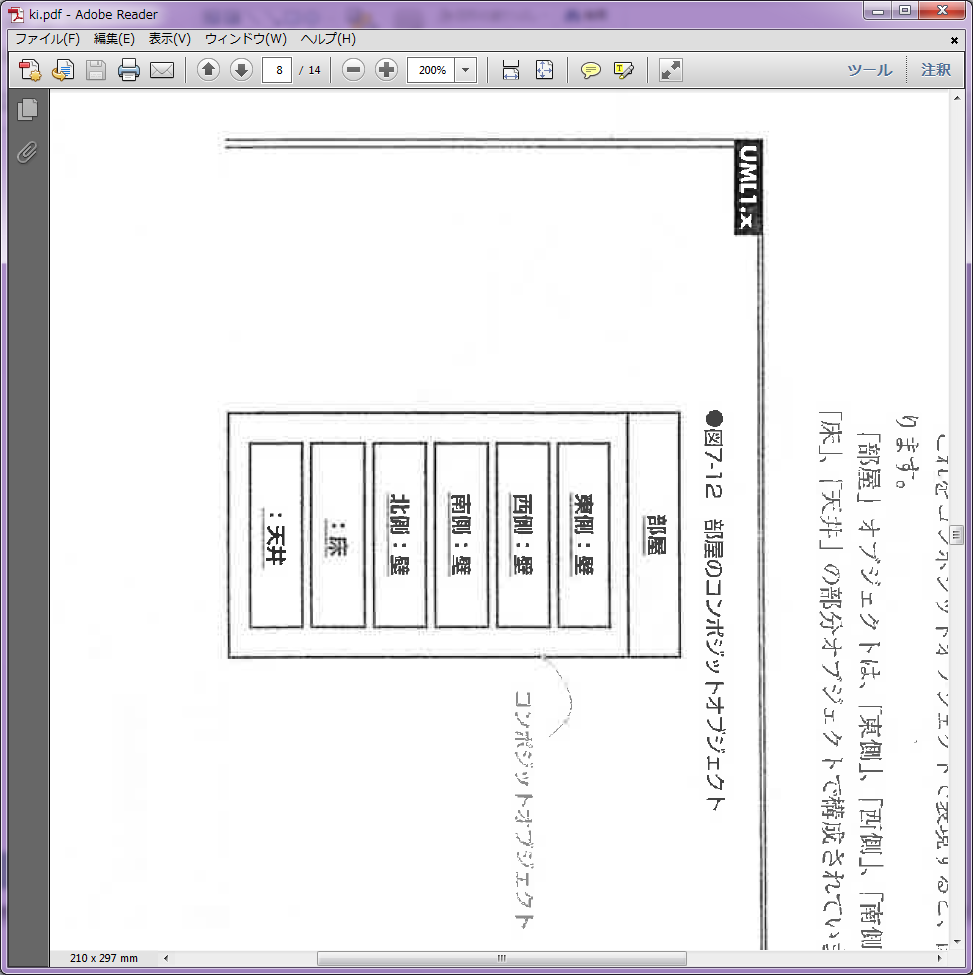 ki.pdf - Adobe Reader
ファイル(F) 編集(E) 表示(V) ウィンドウ(W) ヘルプ(H)
8 / 14 200% ツール 注釈
ります。
「部屋」オブジェクトは、「東側」、「西側」、「南側
「床」、「天井」の部分オブジェクトで構成されてい
UML1.x
●図7-12 部屋のコンポジットオブジェクト
部屋
東側：壁
西側：壁
南側：壁
北側：壁
：床
：天井
コンポジットオブジェクト
210 x 297 mm